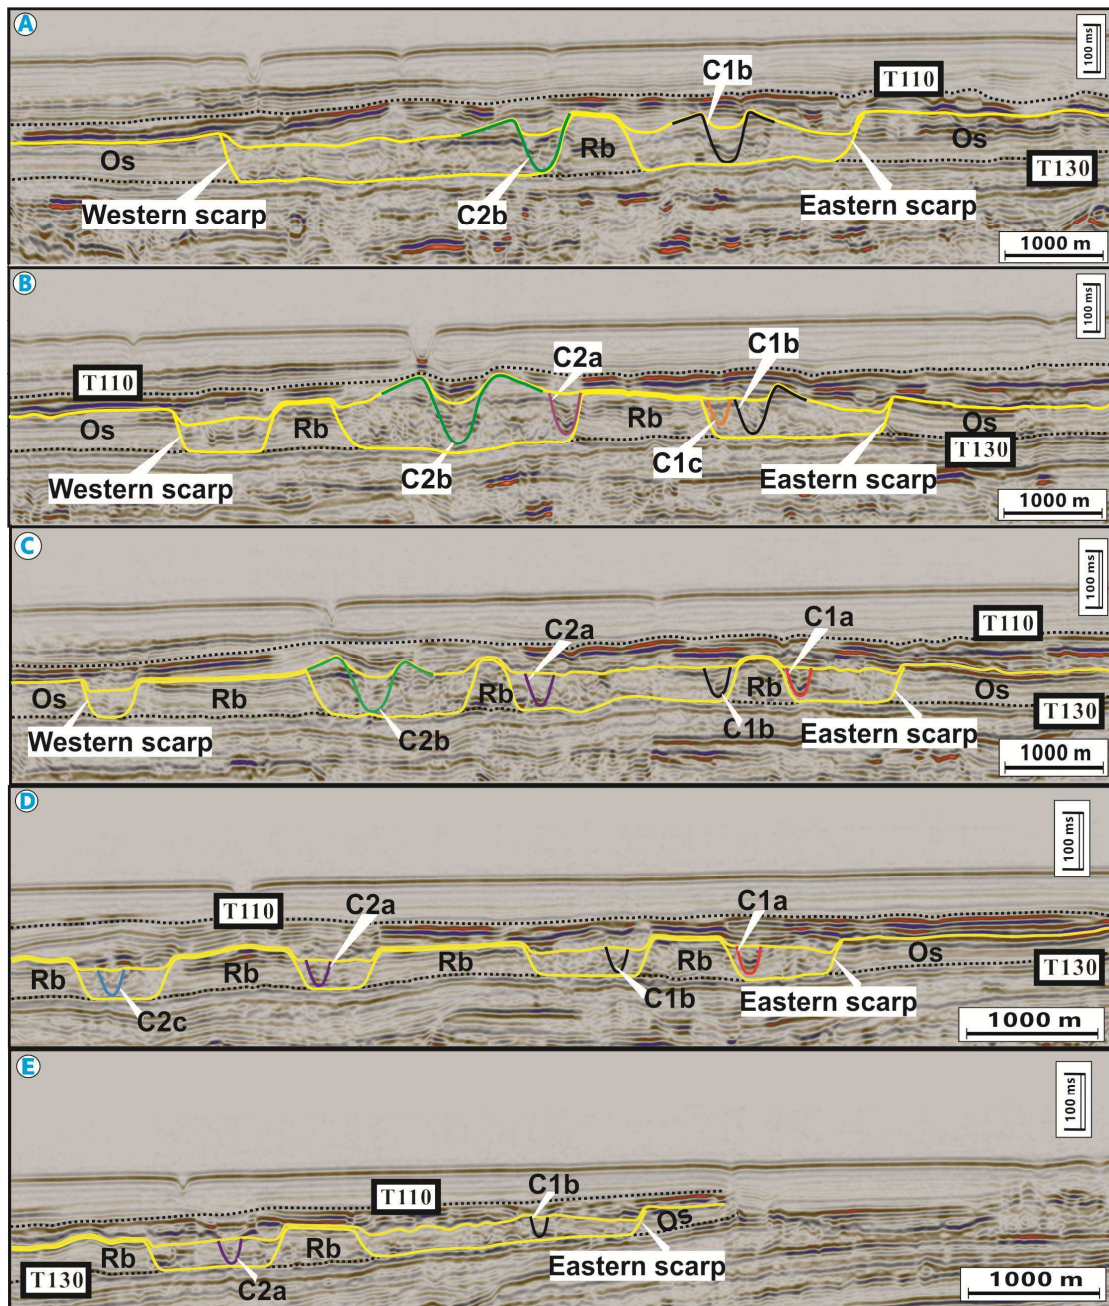 A
100 ms
C1b
T110
Os
Rb
Os
T130
Western scarp
C2b
Eastern scarp
1000 m
B
100 ms
C2a
C1b
T110
Os
Rb
Rb
Os
T130
C1c
C2b
Western scarp
Eastern scarp
1000 m
C
100 ms
C2a
C1a
T110
Os
Rb
Rb
Rb
Os
T130
Western scarp
C2b
C1b
Eastern scarp
1000 m
D
100 ms
T110
C2a
C1a
Os
Rb
Rb
Rb
Rb
T130
C2c
C1b
Eastern scarp
1000 m
E
100 ms
T110
C1b
Os
Rb
Rb
Eastern scarp
T130
C2a
1000 m